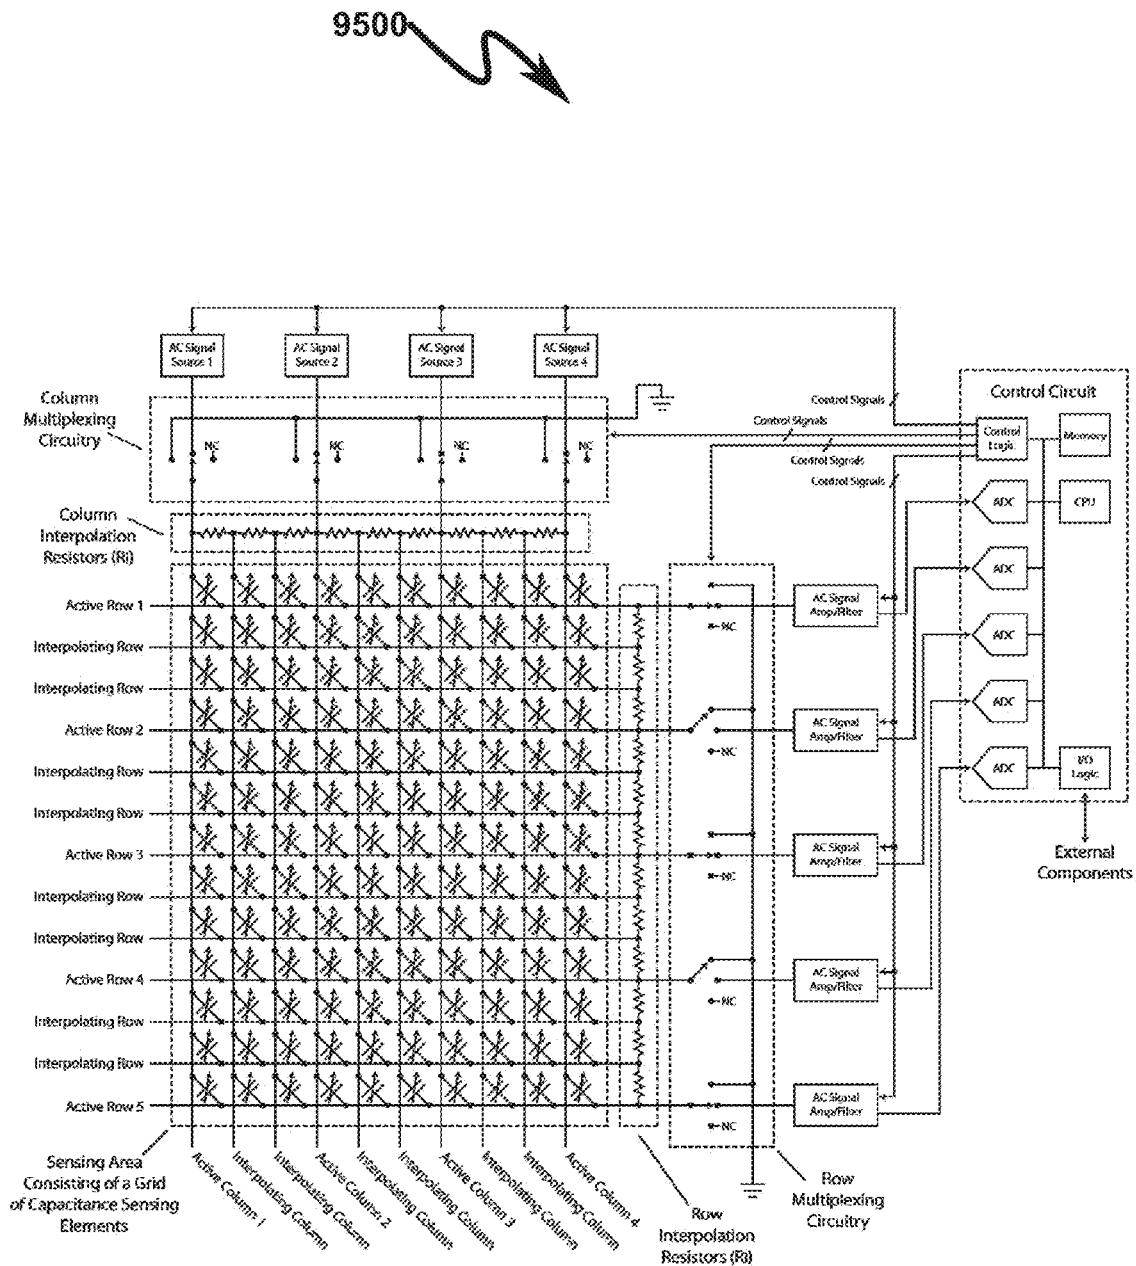 9500
AC Signal
Source 1
AC Signal
Source 2
AC Signal
Source 3
AC Signal
Source 4
Column
Multiplexing
Circuitry
NC
NC
NC
NC
Control Signals
Control Signals
Control Signals
Control Signals
Control Circuit
Control
Logic
Memory
ADC
CPU
ADC
ADC
ADC
ADC
I/O
Logic
External
Components
Column
Interpolation
Resistors (Ri)
Active Row 1
Interpolating Row
Interpolating Row
Active Row 2
Interpolating Row
Interpolating Row
Active Row 3
Interpolating Row
Interpolating Row
Active Row 4
Interpolating Row
Interpolating Row
Active Row 5
NC
NC
NC
NC
NC
AC Signal
Amp/Filter
AC Signal
Amp/Filter
AC Signal
Amp/Filter
AC Signal
Amp/Filter
AC Signal
Amp/Filter
Sensing Area
Consisting of a Grid
of Capacitance Sensing
Elements
Active Column 1
Interpolating Column
Interpolating Column
Active Column 2
Interpolating Column
Interpolating Column
Active Column 3
Interpolating Column
Interpolating Column
Active Column 4
Row
Interpolation
Resistors (Ri)
Row
Multiplexing
Circuitry